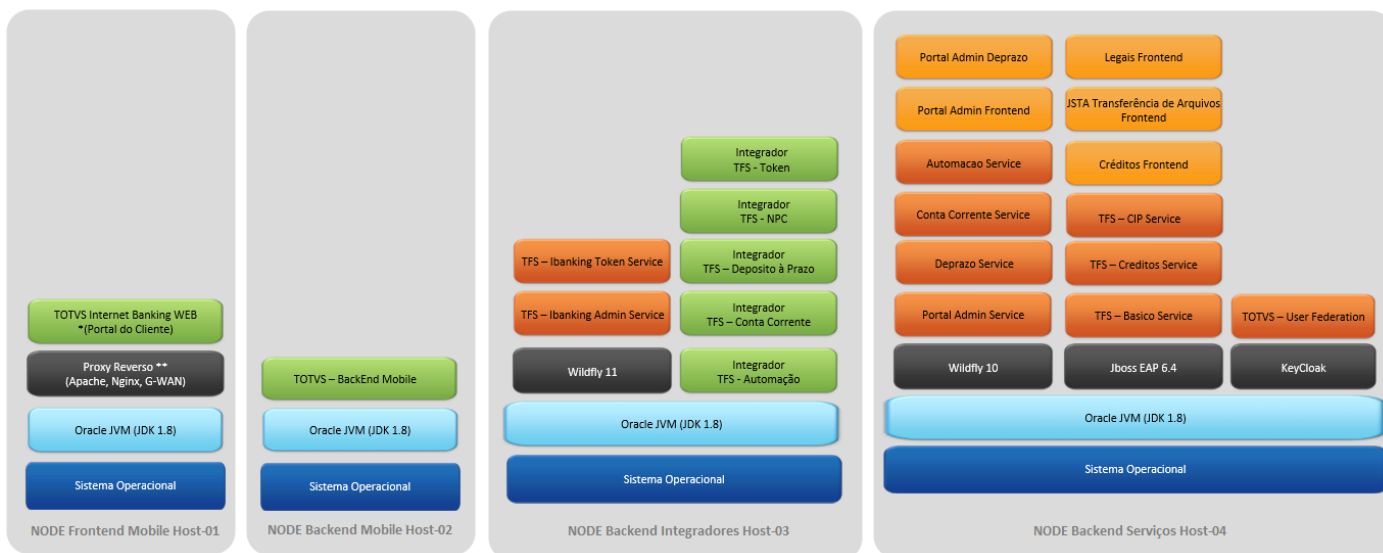 TOTVS Internet Banking WEB
*(Portal do Cliente)
Proxy Reverso **
(Apache, Nginx, G-WAN)
Oracle JVM (JDK 1.8)
Sistema Operacional
NODE Frontend Mobile Host-01
TOTVS – BackEnd Mobile
Oracle JVM (JDK 1.8)
Sistema Operacional
NODE Backend Mobile Host-02
TFS – Ibanking Token Service
TFS – Ibanking Admin Service
Wildfly 11
Integrador
TFS - Token
Integrador
TFS - NPC
Integrador
TFS – Deposito à Prazo
Integrador
TFS – Conta Corrente
Integrador
TFS - Automação
Oracle JVM (JDK 1.8)
Sistema Operacional
NODE Backend Integradores Host-03
Portal Admin Deprazo
Portal Admin Frontend
Automacao Service
Conta Corrente Service
Deprazo Service
Portal Admin Service
Wildfly 10
Legais Frontend
JSTA Transferência de Arquivos
Frontend
Créditos Frontend
TFS – CIP Service
TFS – Creditos Service
TFS – Basico Service
Jboss EAP 6.4
TOTVS – User Federation
KeyCloak
Oracle JVM (JDK 1.8)
Sistema Operacional
NODE Backend Serviços Host-04